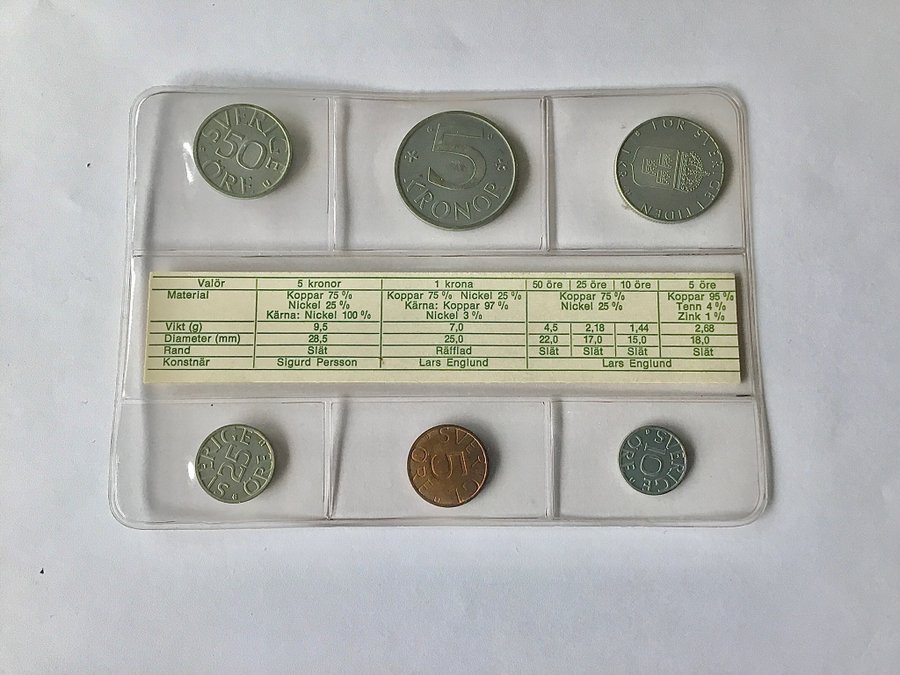 SVERIGE
50
ÖRE U
5
KRONOR
FÖR SVERIGE I TIDEN
Valör 5 kronor 1 krona 50 öre 25 öre 10 öre 5 öre
Material Koppar 75 % Koppar 75 % Nickel 25 % Koppar 75 % Koppar 95 %
Nickel 25 % Kärna: Koppar 97 % Nickel 25 % Tenn 4 %
Kärna: Nickel 100 % Nickel 3 % Zink 1 %
Vikt (g) 9,5 7,0 4,5 2,18 1,44 2,68
Diameter (mm) 28,5 25,0 22,0 17,0 15,0 18,0
Rand Slät Räfflad Slät Slät Slät Slät
Konstnär Sigurd Persson Lars Englund Lars Englund
SVERIGE
25
ÖRE
SVERIGE
5
ÖRE
SVERIGE
10
ÖRE